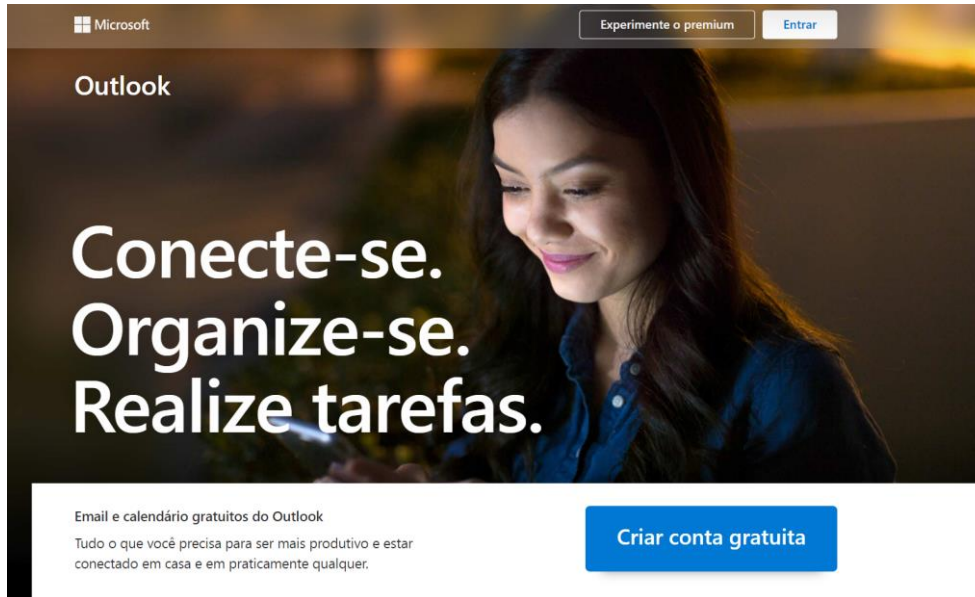 Microsoft
Experimente o premium
Entrar
Outlook
Conecte-se.
Organize-se.
Realize tarefas.
Email e calendário gratuitos do Outlook
Tudo o que você precisa para ser mais produtivo e estar
conectado em casa e em praticamente qualquer.
Criar conta gratuita